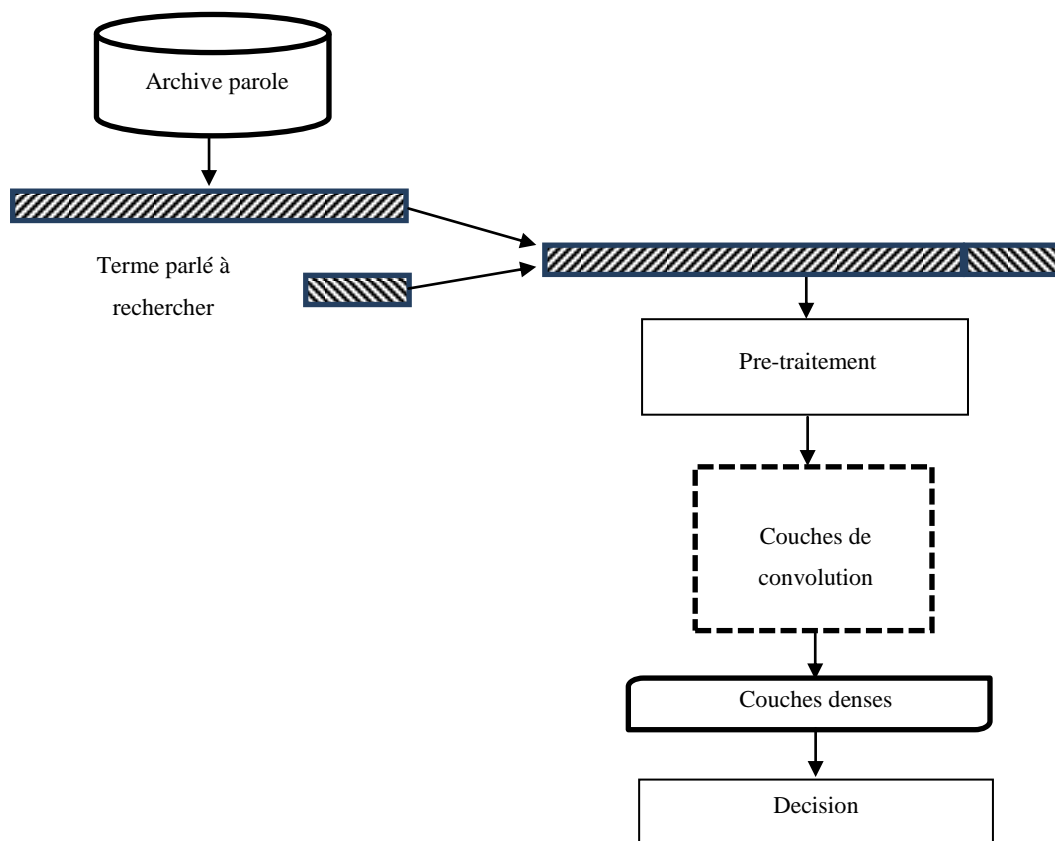 Archive parole
Terme parlé à
rechercher
Pre-traitement
Couches de
convolution
Couches denses
Decision